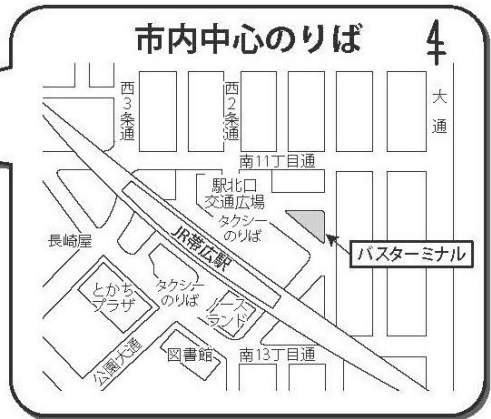 市内中心のりば
西3条通
西2条通
大通
南11丁目通
駅北口
交通広場
タクシー
のりば
JR帯広駅
バスターミナル
長崎屋
とかち
プラザ
タクシー
のりば
ノース
ランド
公園大通
図書館
南13丁目通